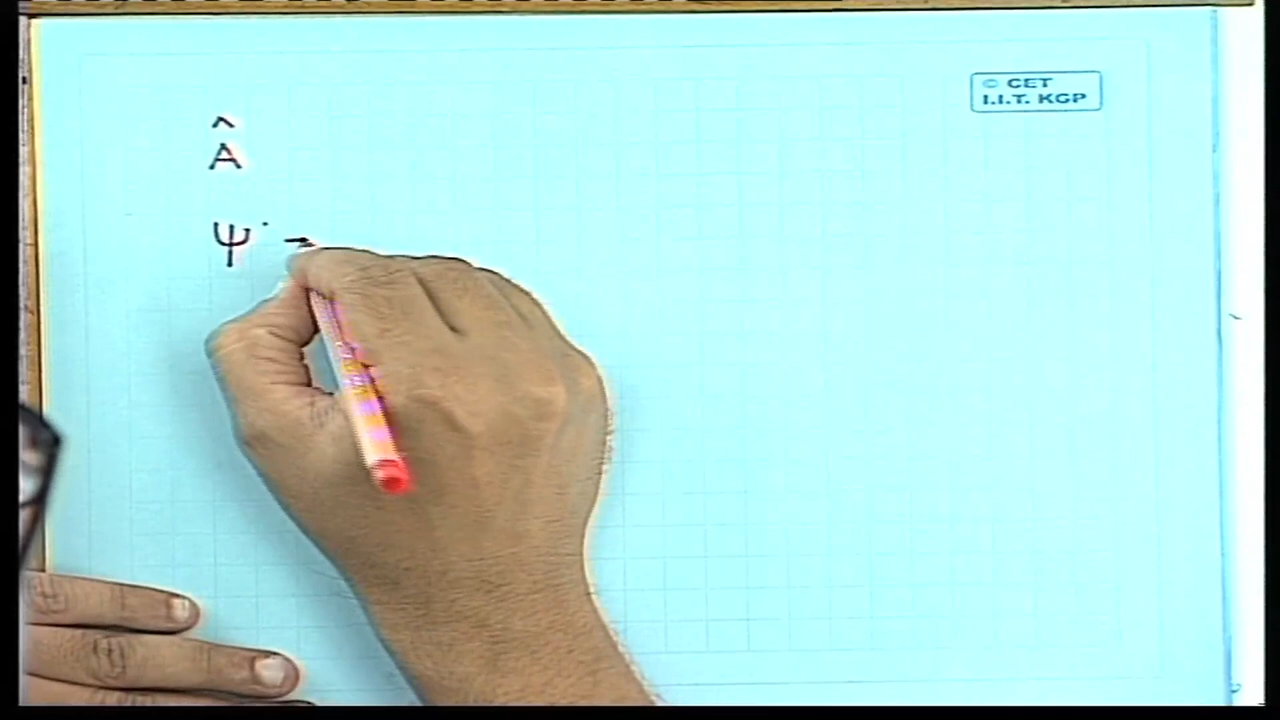 © CET
I.I.T. KGP
Â
ψ →